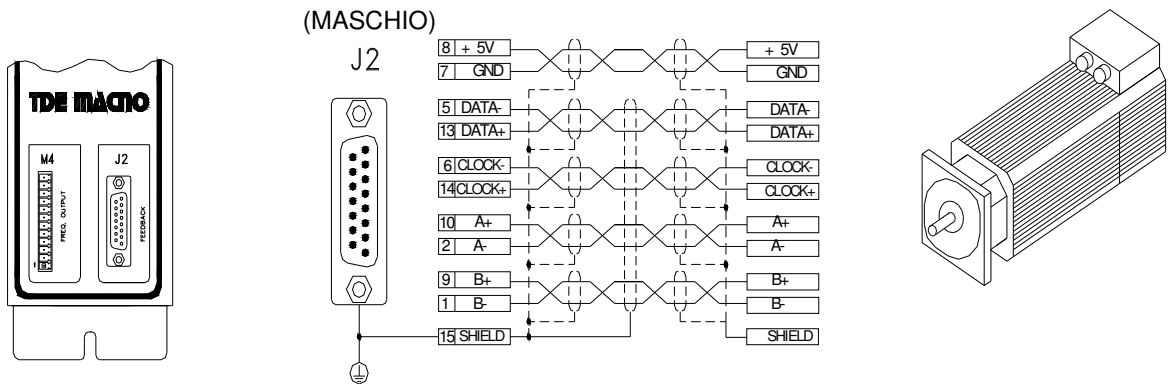 (MASCHIO)
J2
TDE MACNO
M4
J2
FREQ. OUTPUT
FEEDBACK
1
8 + 5V + 5V
7 GND GND
5 DATA- DATA-
13 DATA+ DATA+
6 CLOCK- CLOCK-
14 CLOCK+ CLOCK+
10 A+ A+
2 A- A-
9 B+ B+
1 B- B-
15 SHIELD SHIELD